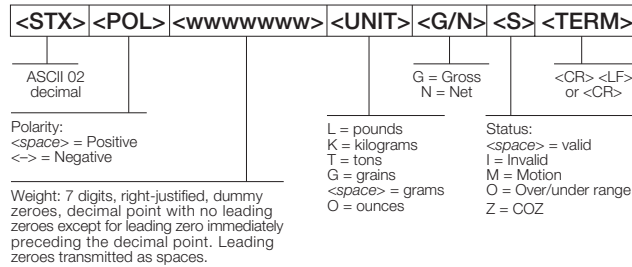 <STX> <POL> <wwwwwww> <UNIT> <G/N> <S> <TERM>
ASCII 02
decimal
G = Gross
N = Net
<CR> <LF>
or <CR>
Polarity:
<space> = Positive
<–> = Negative
L = pounds
K = kilograms
T = tons
G = grains
<space> = grams
O = ounces
Status:
<space> = valid
I = Invalid
M = Motion
O = Over/under range
Z = COZ
Weight: 7 digits, right-justified, dummy
zeroes, decimal point with no leading
zeroes except for leading zero immediately
preceding the decimal point. Leading
zeroes transmitted as spaces.